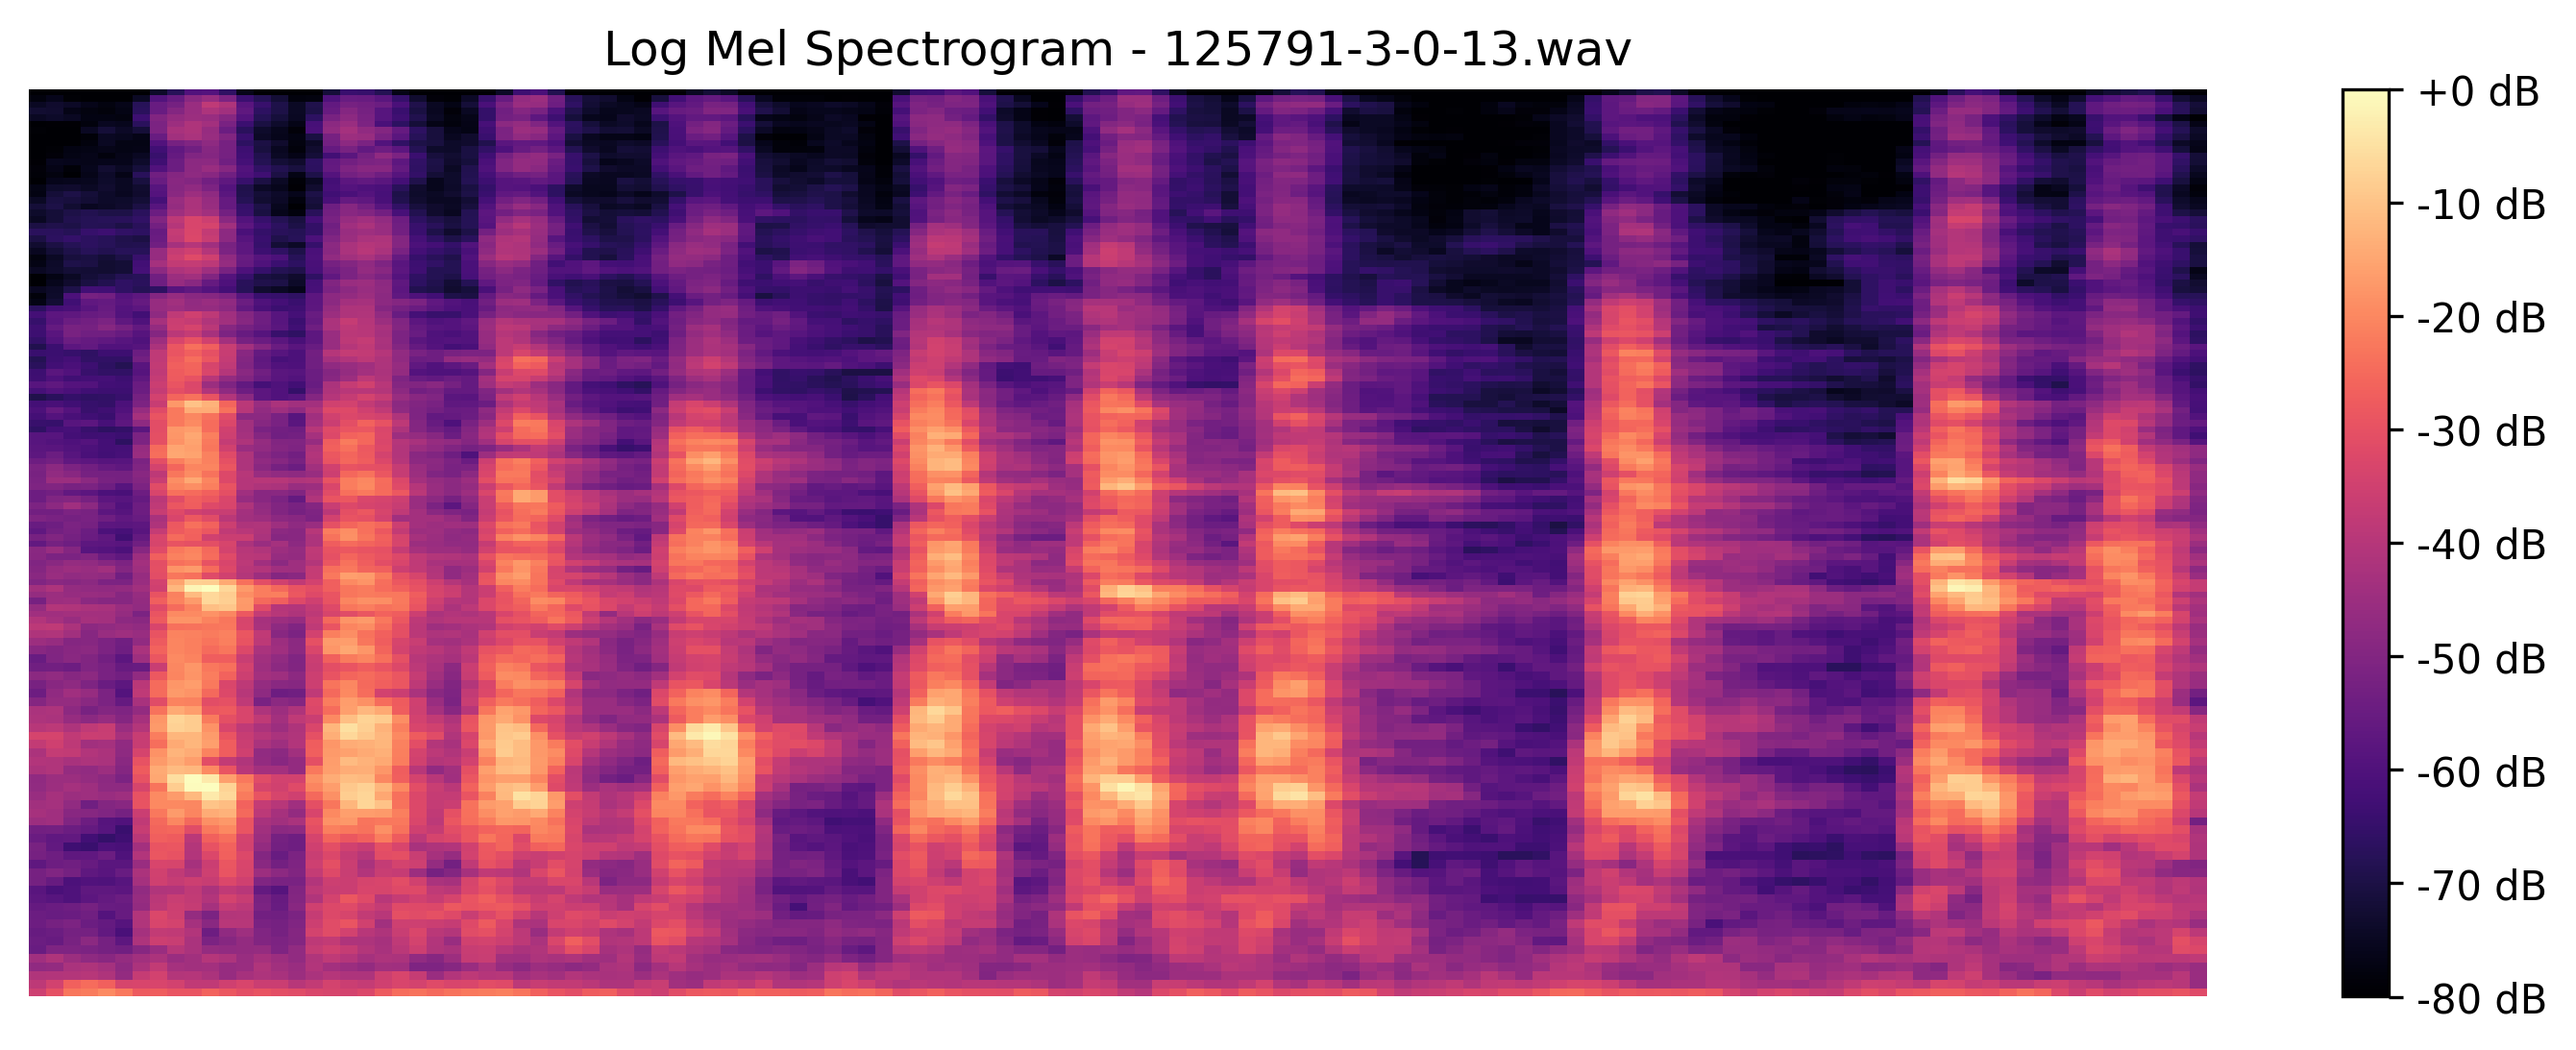 Log Mel Spectrogram - 125791-3-0-13.wav
+0 dB
-10 dB
-20 dB
-30 dB
-40 dB
-50 dB
-60 dB
-70 dB
-80 dB